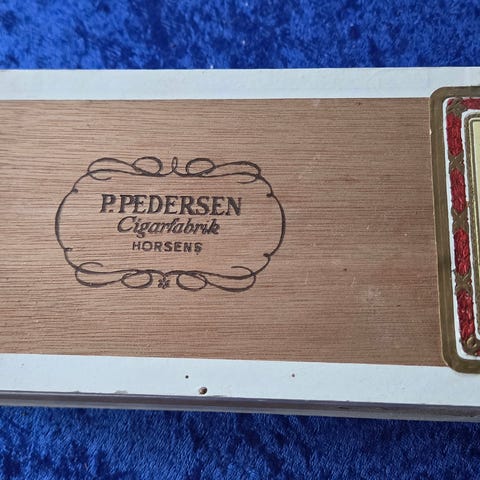 P. PEDERSEN
Cigarfabrik
HORSENS